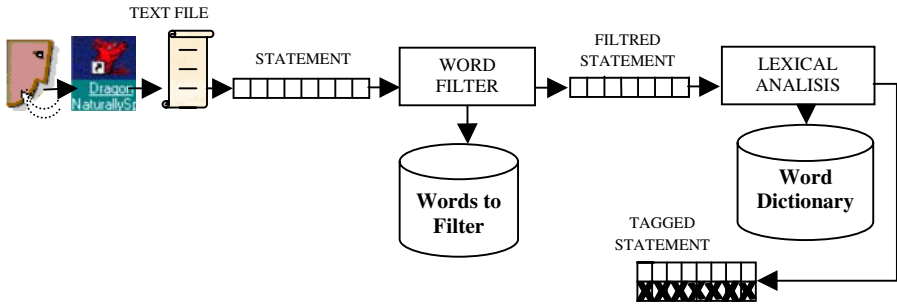 TEXT FILE
Dragon
NaturallySp
STATEMENT
WORD
FILTER
FILTRED
STATEMENT
LEXICAL
ANALISIS
Words to
Filter
Word
Dictionary
TAGGED
STATEMENT